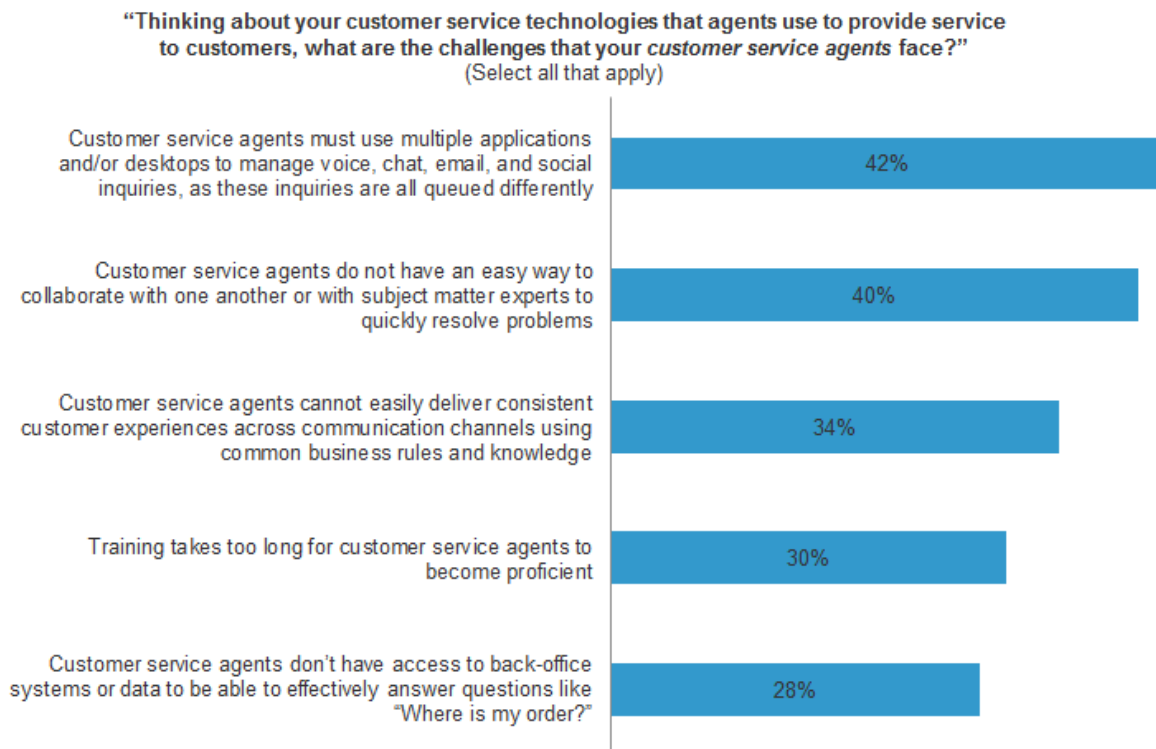 “Thinking about your customer service technologies that agents use to provide service
to customers, what are the challenges that your customer service agents face?”
(Select all that apply)
Customer service agents must use multiple applications
and/or desktops to manage voice, chat, email, and social
inquiries, as these inquiries are all queued differently
42%
Customer service agents do not have an easy way to
collaborate with one another or with subject matter experts to
quickly resolve problems
40%
Customer service agents cannot easily deliver consistent
customer experiences across communication channels using
common business rules and knowledge
34%
Training takes too long for customer service agents to
become proficient
30%
Customer service agents don’t have access to back-office
systems or data to be able to effectively answer questions like
“Where is my order?”
28%